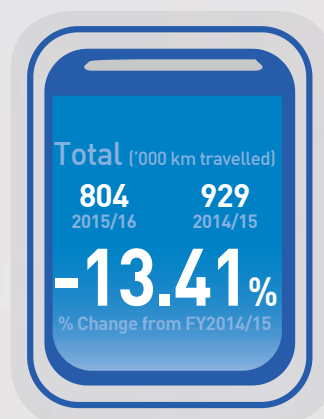 Total ('000 km travelled)
804 929
2015/16 2014/15
-13.41%
% Change from FY2014/15